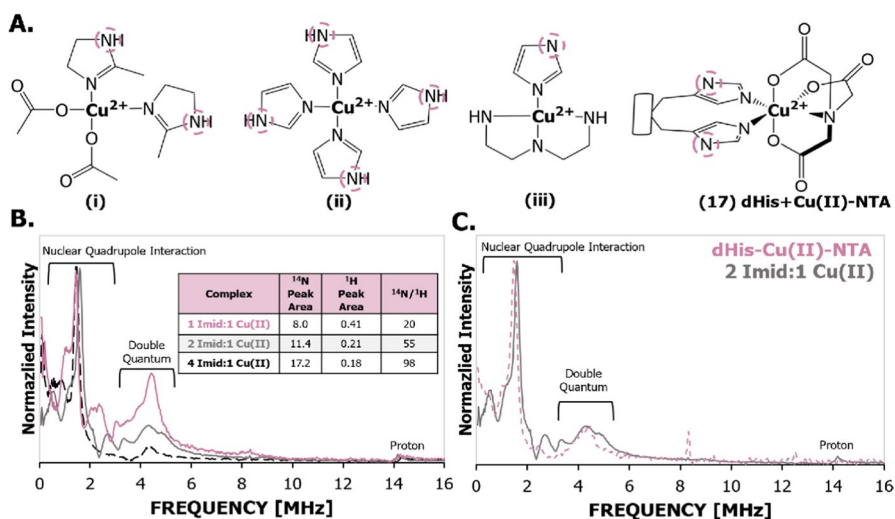 A.
NH
N
Cu²⁺
N
NH
O
O
O
O
(i)
HN
N
HN
N
Cu²⁺
N
NH
N
NH
(ii)
N
N
Cu²⁺
HN
NH
N
(iii)
N
N
N
N
Cu²⁺
O
O
O
O
O
O
N
(17) dHis+Cu(II)-NTA
B.
Normazlied Intensity
Nuclear Quadrupole Interaction
Double
Quantum
Proton
Complex ¹⁴N Peak Area ¹H Peak Area ¹⁴N/¹H
1 Imid:1 Cu(II) 8.0 0.41 20
2 Imid:1 Cu(II) 11.4 0.21 55
4 Imid:1 Cu(II) 17.2 0.18 98
0 2 4 6 8 10 12 14 16
FREQUENCY [MHz]
C.
Normalized Intensity
Nuclear Quadrupole Interaction
dHis-Cu(II)-NTA
2 Imid:1 Cu(II)
Double
Quantum
Proton
0 2 4 6 8 10 12 14 16
FREQUENCY [MHz]